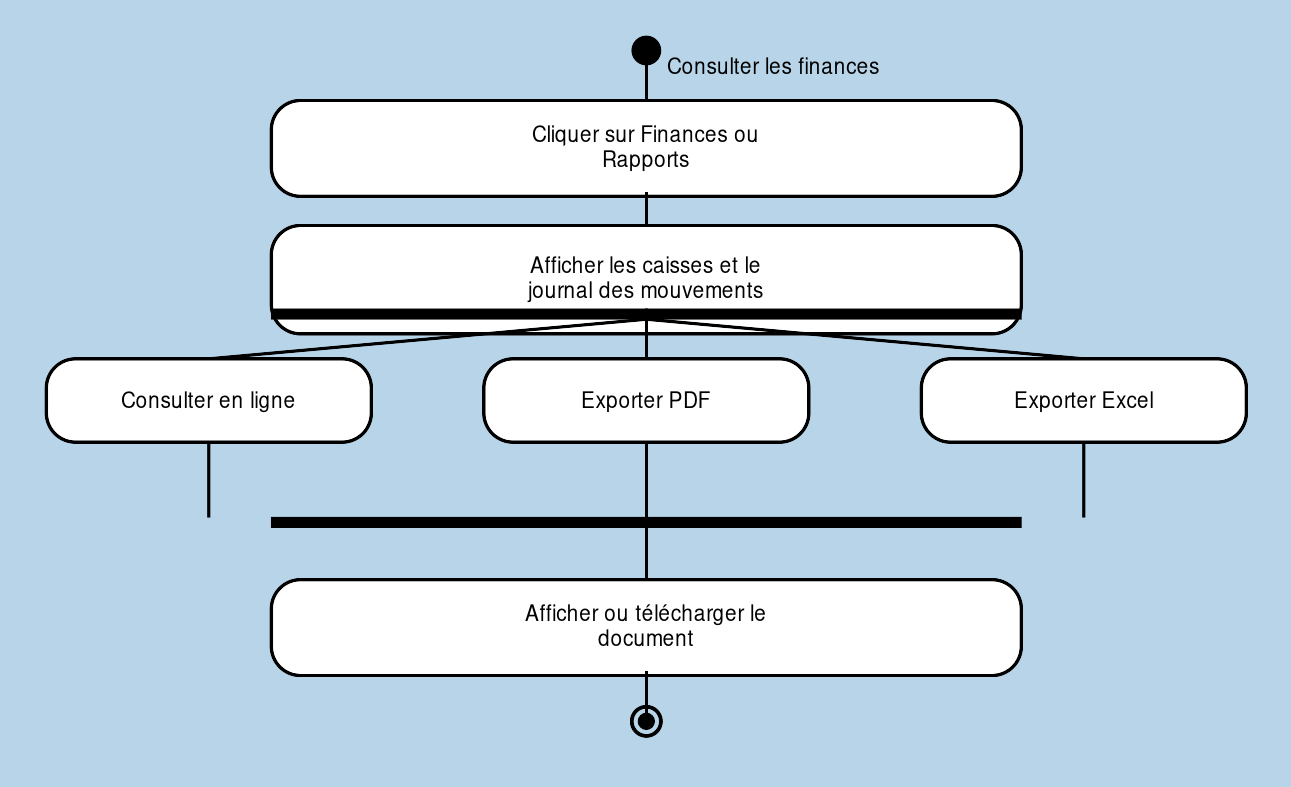 Consulter les finances
Cliquer sur Finances ou
Rapports
Afficher les caisses et le
journal des mouvements
Consulter en ligne
Exporter PDF
Exporter Excel
Afficher ou télécharger le
document